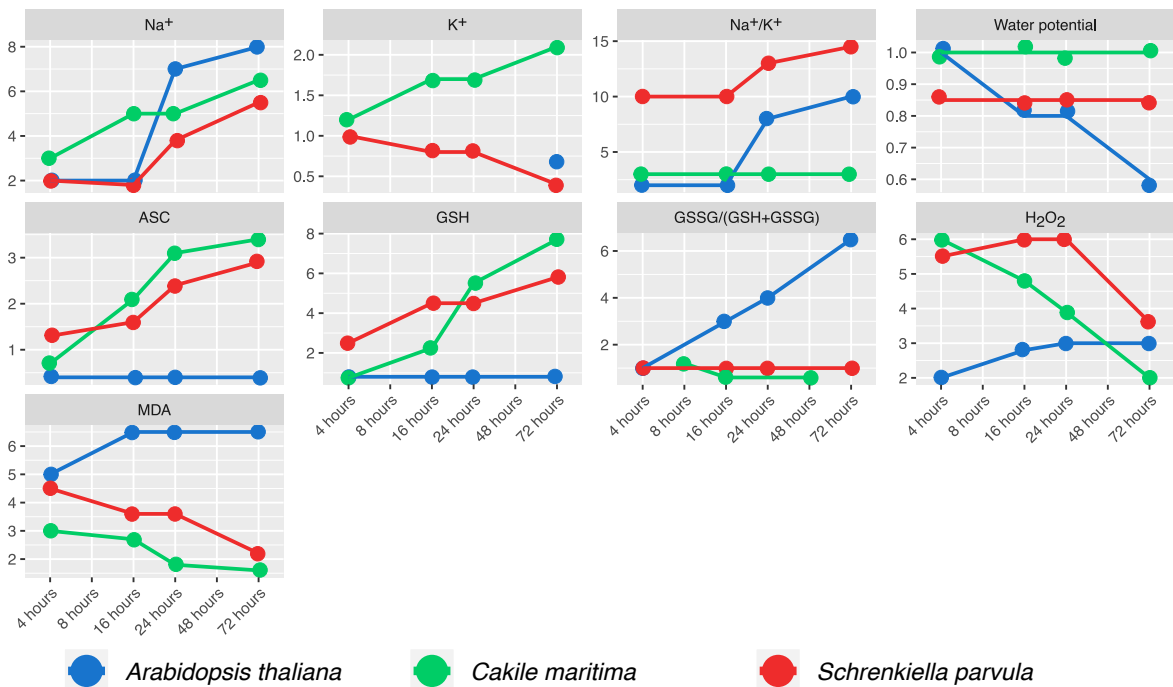 Na⁺
K⁺
Na⁺/K⁺
Water potential
8
6
4
2
2.0
1.5
1.0
0.5
15
10
5
1.0
0.9
0.8
0.7
0.6
ASC
GSH
GSSG/(GSH+GSSG)
H₂O₂
3
2
1
8
6
4
2
6
4
2
6
5
4
3
2
4 hours
8 hours
16 hours
24 hours
48 hours
72 hours
4 hours
8 hours
16 hours
24 hours
48 hours
72 hours
4 hours
8 hours
16 hours
24 hours
48 hours
72 hours
MDA
6
5
4
3
2
4 hours
8 hours
16 hours
24 hours
48 hours
72 hours
Arabidopsis thaliana
Cakile maritima
Schrenkiella parvula